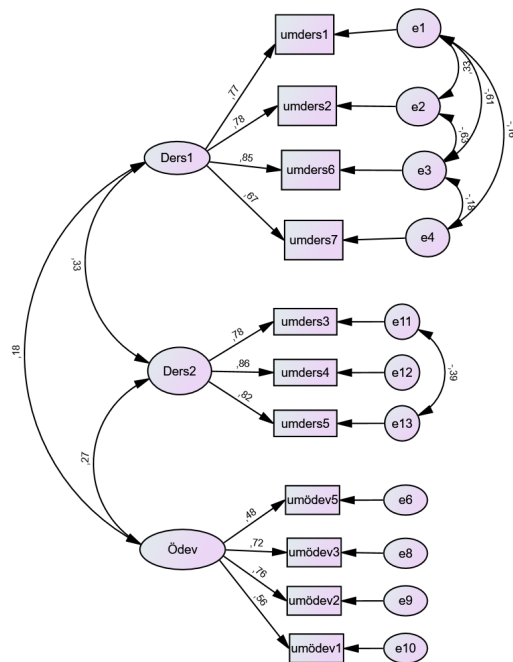 umders1
e1
,77
,33
umders2
e2
,78
-,61
-,63
Ders1
,85
umders6
e3
,67
-,18
umders7
e4
,33
,18
umders3
e11
,78
Ders2
,86
umders4
e12
-,39
,82
umders5
e13
,27
umödev5
e6
,48
Ödev
,72
umödev3
e8
,76
umödev2
e9
,56
umödev1
e10